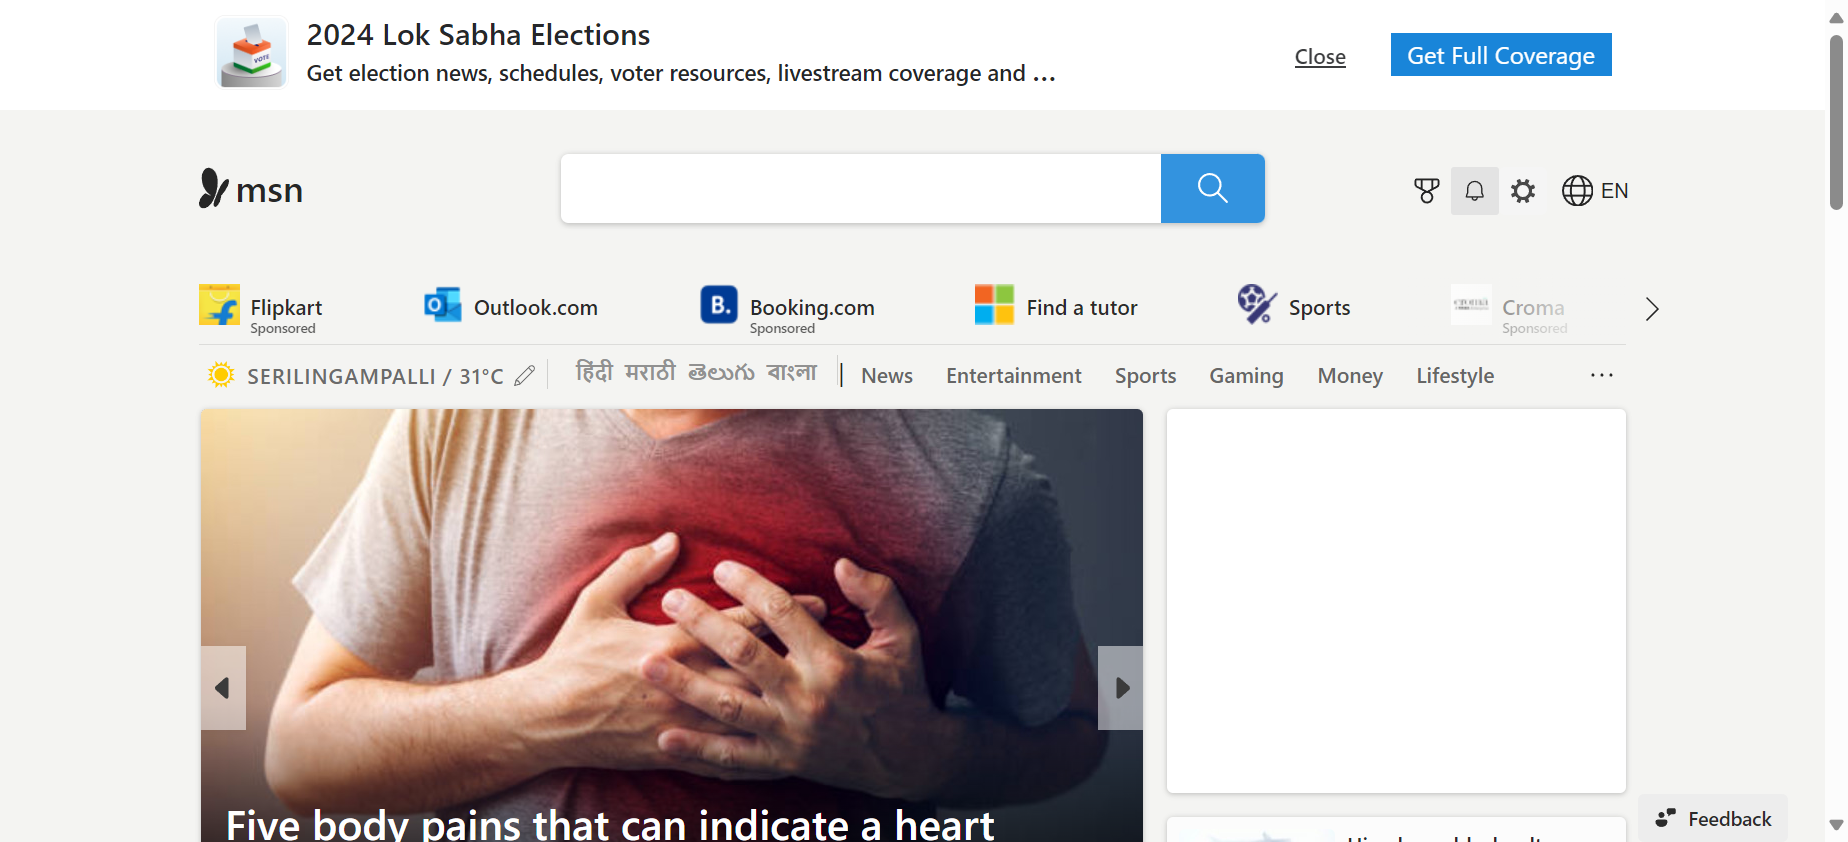 2024 Lok Sabha Elections
Get election news, schedules, voter resources, livestream coverage and ...
Close
Get Full Coverage
VOTE
msn
EN
Flipkart
Sponsored
Outlook.com
B.
Booking.com
Sponsored
Find a tutor
Sports
croma
Croma
Sponsored
SERILINGAMPALLI / 31°C
हिंदी मराठी తెలుగు বাংলা
News Entertainment Sports Gaming Money Lifestyle
...
Five body pains that can indicate a heart
Feedback